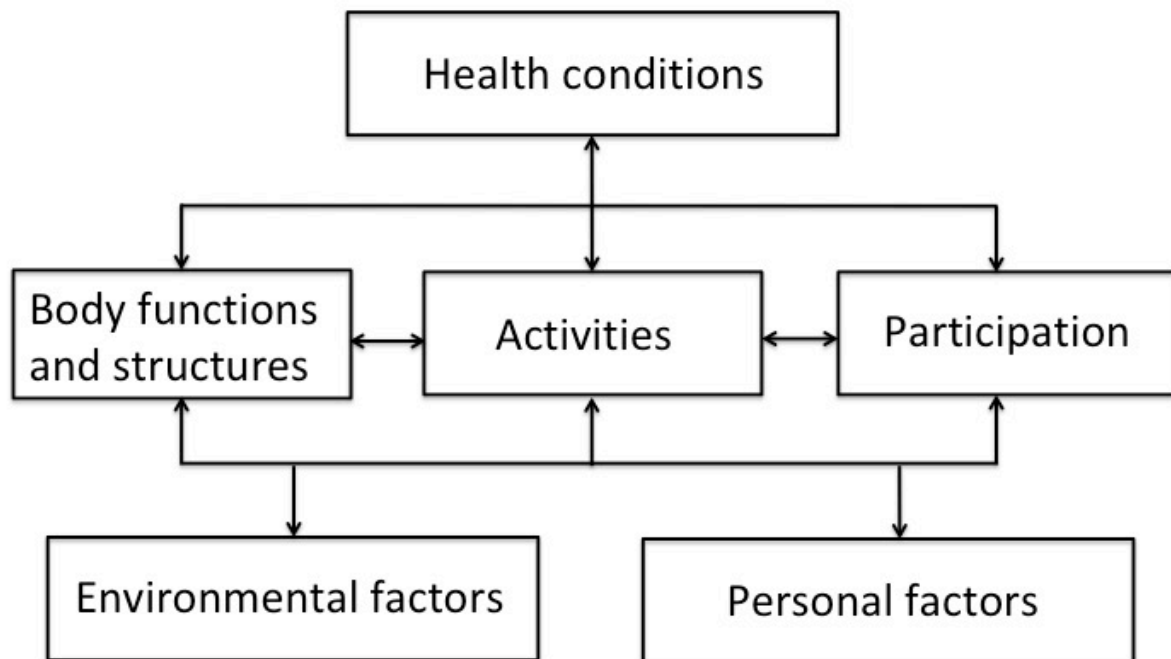 Health conditions
Body functions
and structures
Activities
Participation
Environmental factors
Personal factors